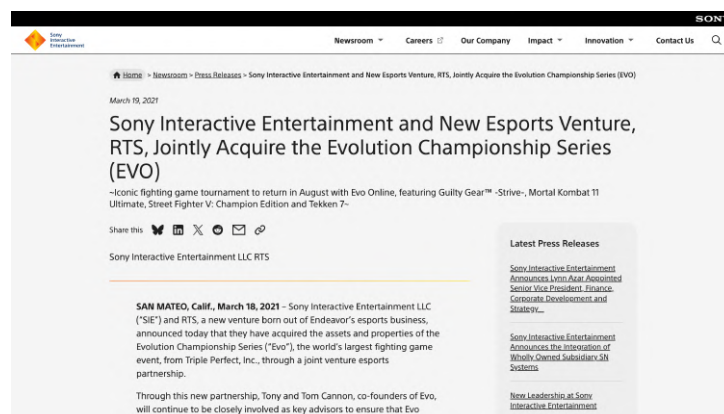 SONY
Sony
Interactive
Entertainment
Newsroom
Careers
Our Company
Impact
Innovation
Contact Us
Home > Newsroom > Press Releases > Sony Interactive Entertainment and New Esports Venture, RTS, Jointly Acquire the Evolution Championship Series (EVO)
March 19, 2021
Sony Interactive Entertainment and New Esports Venture,
RTS, Jointly Acquire the Evolution Championship Series
(EVO)
~Iconic fighting game tournament to return in August with Evo Online, featuring Guilty Gear™ -Strive-, Mortal Kombat 11
Ultimate, Street Fighter V: Champion Edition and Tekken 7~
Share this
Sony Interactive Entertainment LLC RTS
SAN MATEO, Calif., March 18, 2021 – Sony Interactive Entertainment LLC
("SIE") and RTS, a new venture born out of Endeavor's esports business,
announced today that they have acquired the assets and properties of the
Evolution Championship Series ("Evo"), the world's largest fighting game
event, from Triple Perfect, Inc., through a joint venture esports
partnership.
Through this new partnership, Tony and Tom Cannon, co-founders of Evo,
will continue to be closely involved as key advisors to ensure that Evo
Latest Press Releases
Sony Interactive Entertainment
Announces Lynn Azar Appointed
Senior Vice President, Finance,
Corporate Development and
Strategy
Sony Interactive Entertainment
Announces the Integration of
Wholly Owned Subsidiary SN
Systems
New Leadership at Sony
Interactive Entertainment